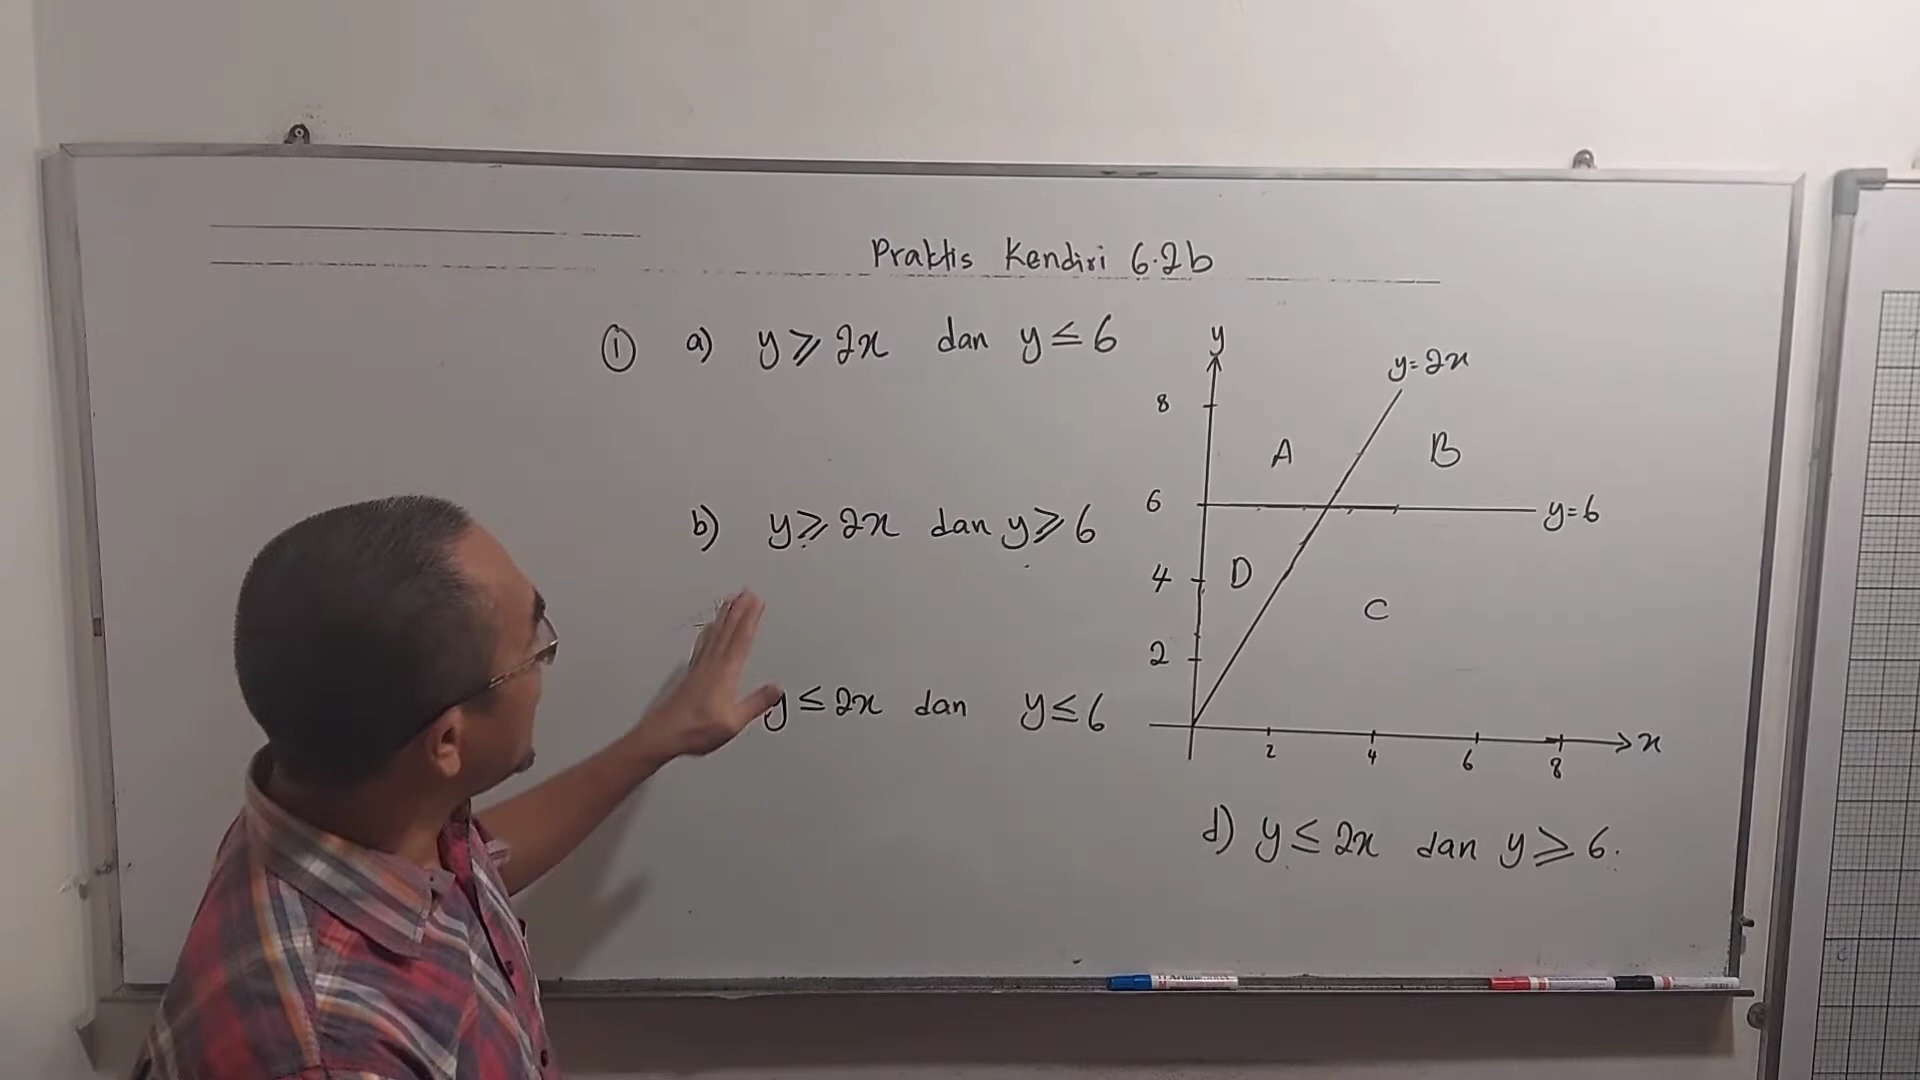 Praktis Kendiri 6.2b
① a) y ⩾ 2x dan y ≤ 6
b) y ⩾ 2x dan y ⩾ 6
y ≤ 2x dan y ≤ 6
y
8
6
4
2
y=2x
A
B
y=6
D
C
2 4 6 8
x
d) y ≤ 2x dan y ⩾ 6.